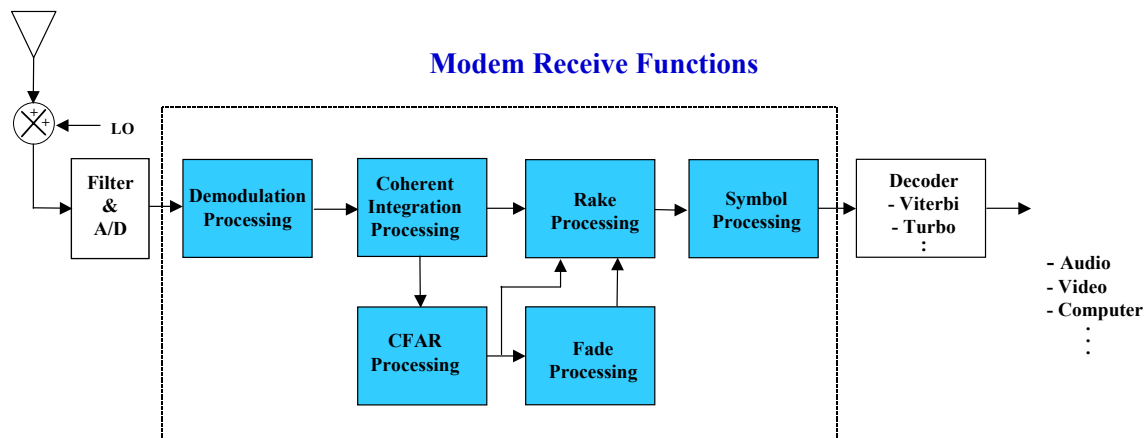 Modem Receive Functions
+
+
LO
Filter
&
A/D
Demodulation
Processing
Coherent
Integration
Processing
Rake
Processing
Symbol
Processing
Decoder
- Viterbi
- Turbo
:
CFAR
Processing
Fade
Processing
- Audio
- Video
- Computer